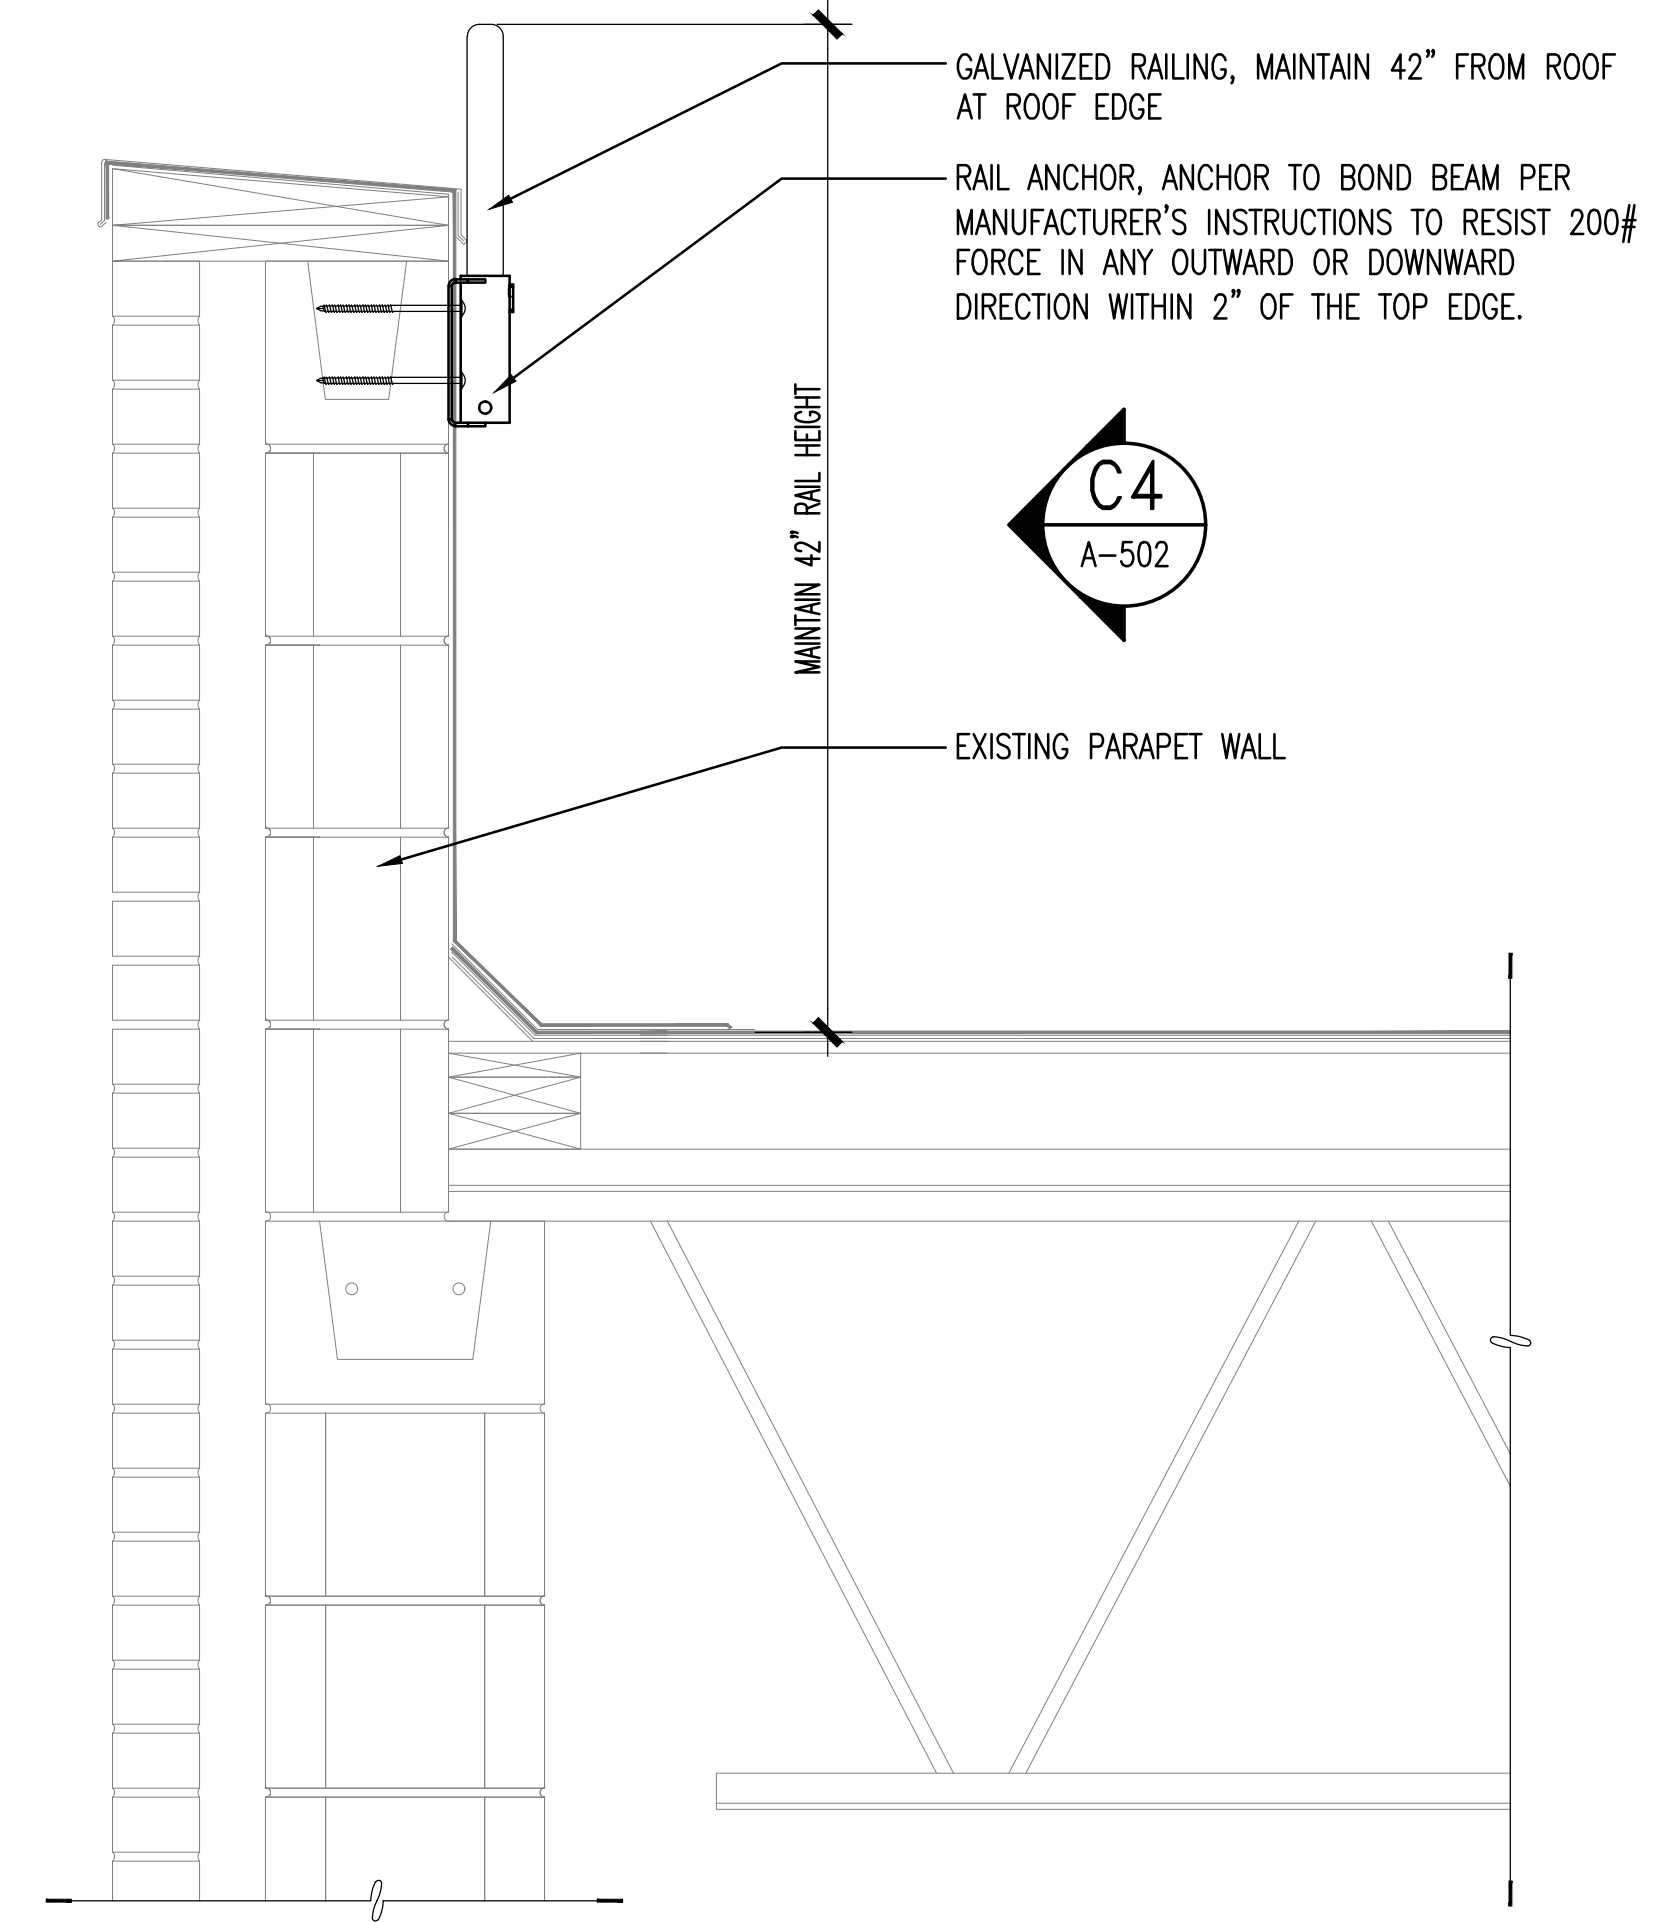 GALVANIZED RAILING, MAINTAIN 42" FROM ROOF
AT ROOF EDGE
RAIL ANCHOR, ANCHOR TO BOND BEAM PER
MANUFACTURER'S INSTRUCTIONS TO RESIST 200#
FORCE IN ANY OUTWARD OR DOWNWARD
DIRECTION WITHIN 2" OF THE TOP EDGE.
MAINTAIN 42" RAIL HEIGHT
C4
A-502
EXISTING PARAPET WALL